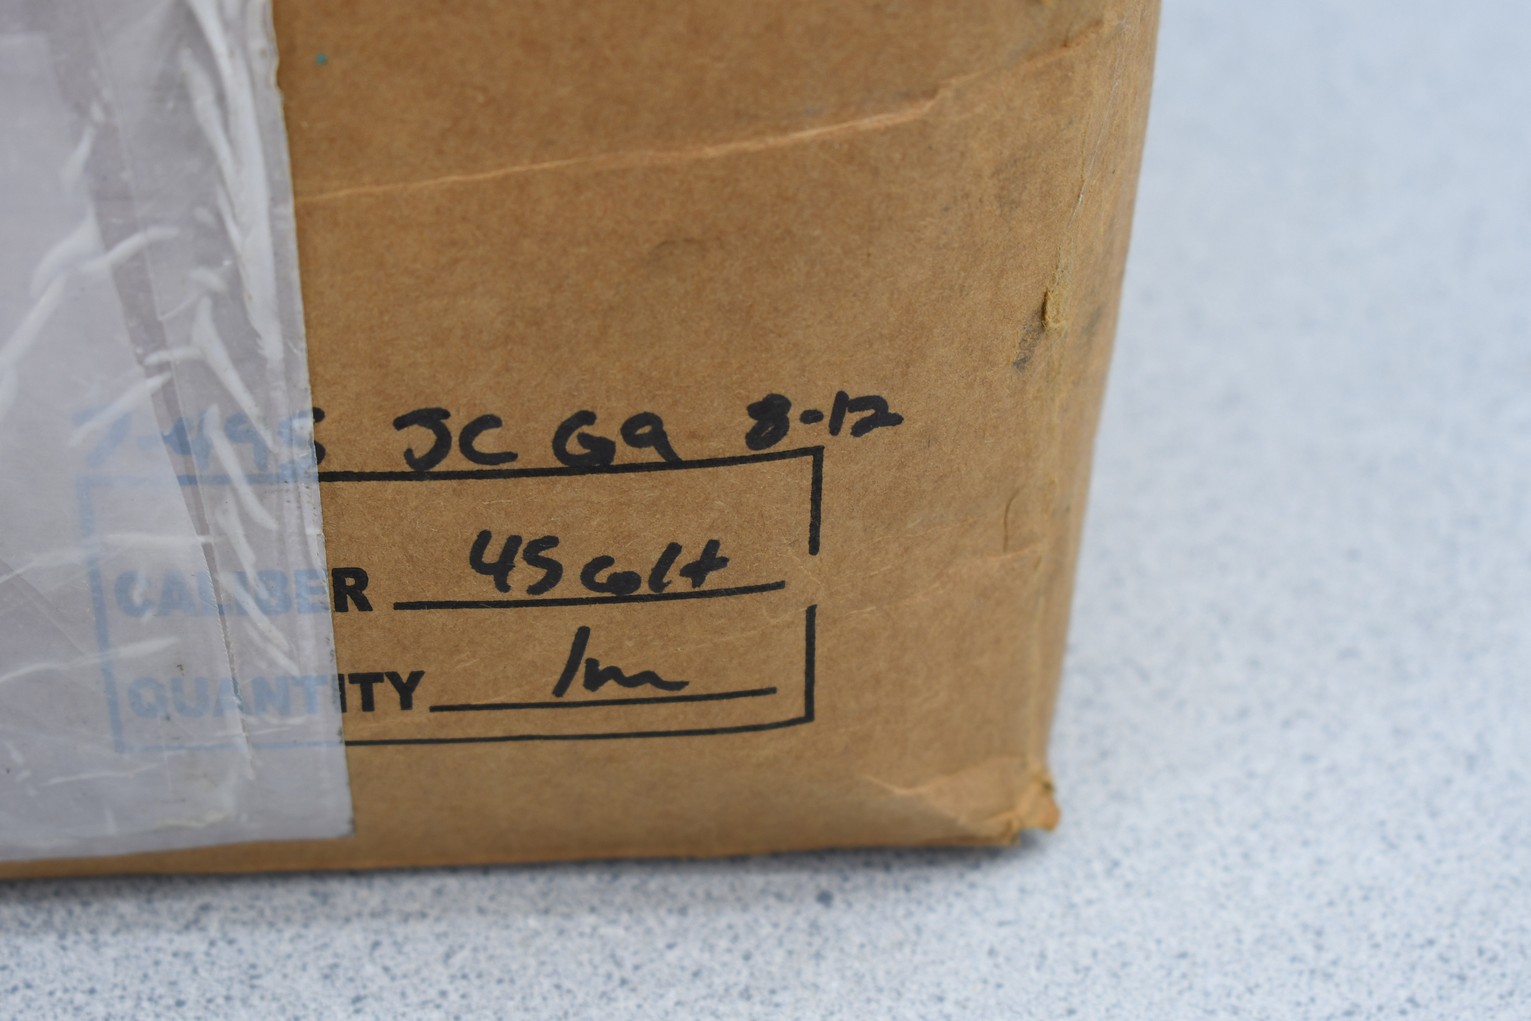 JC G9 8-12
CALIBER 45 Colt
QUANTITY 1m